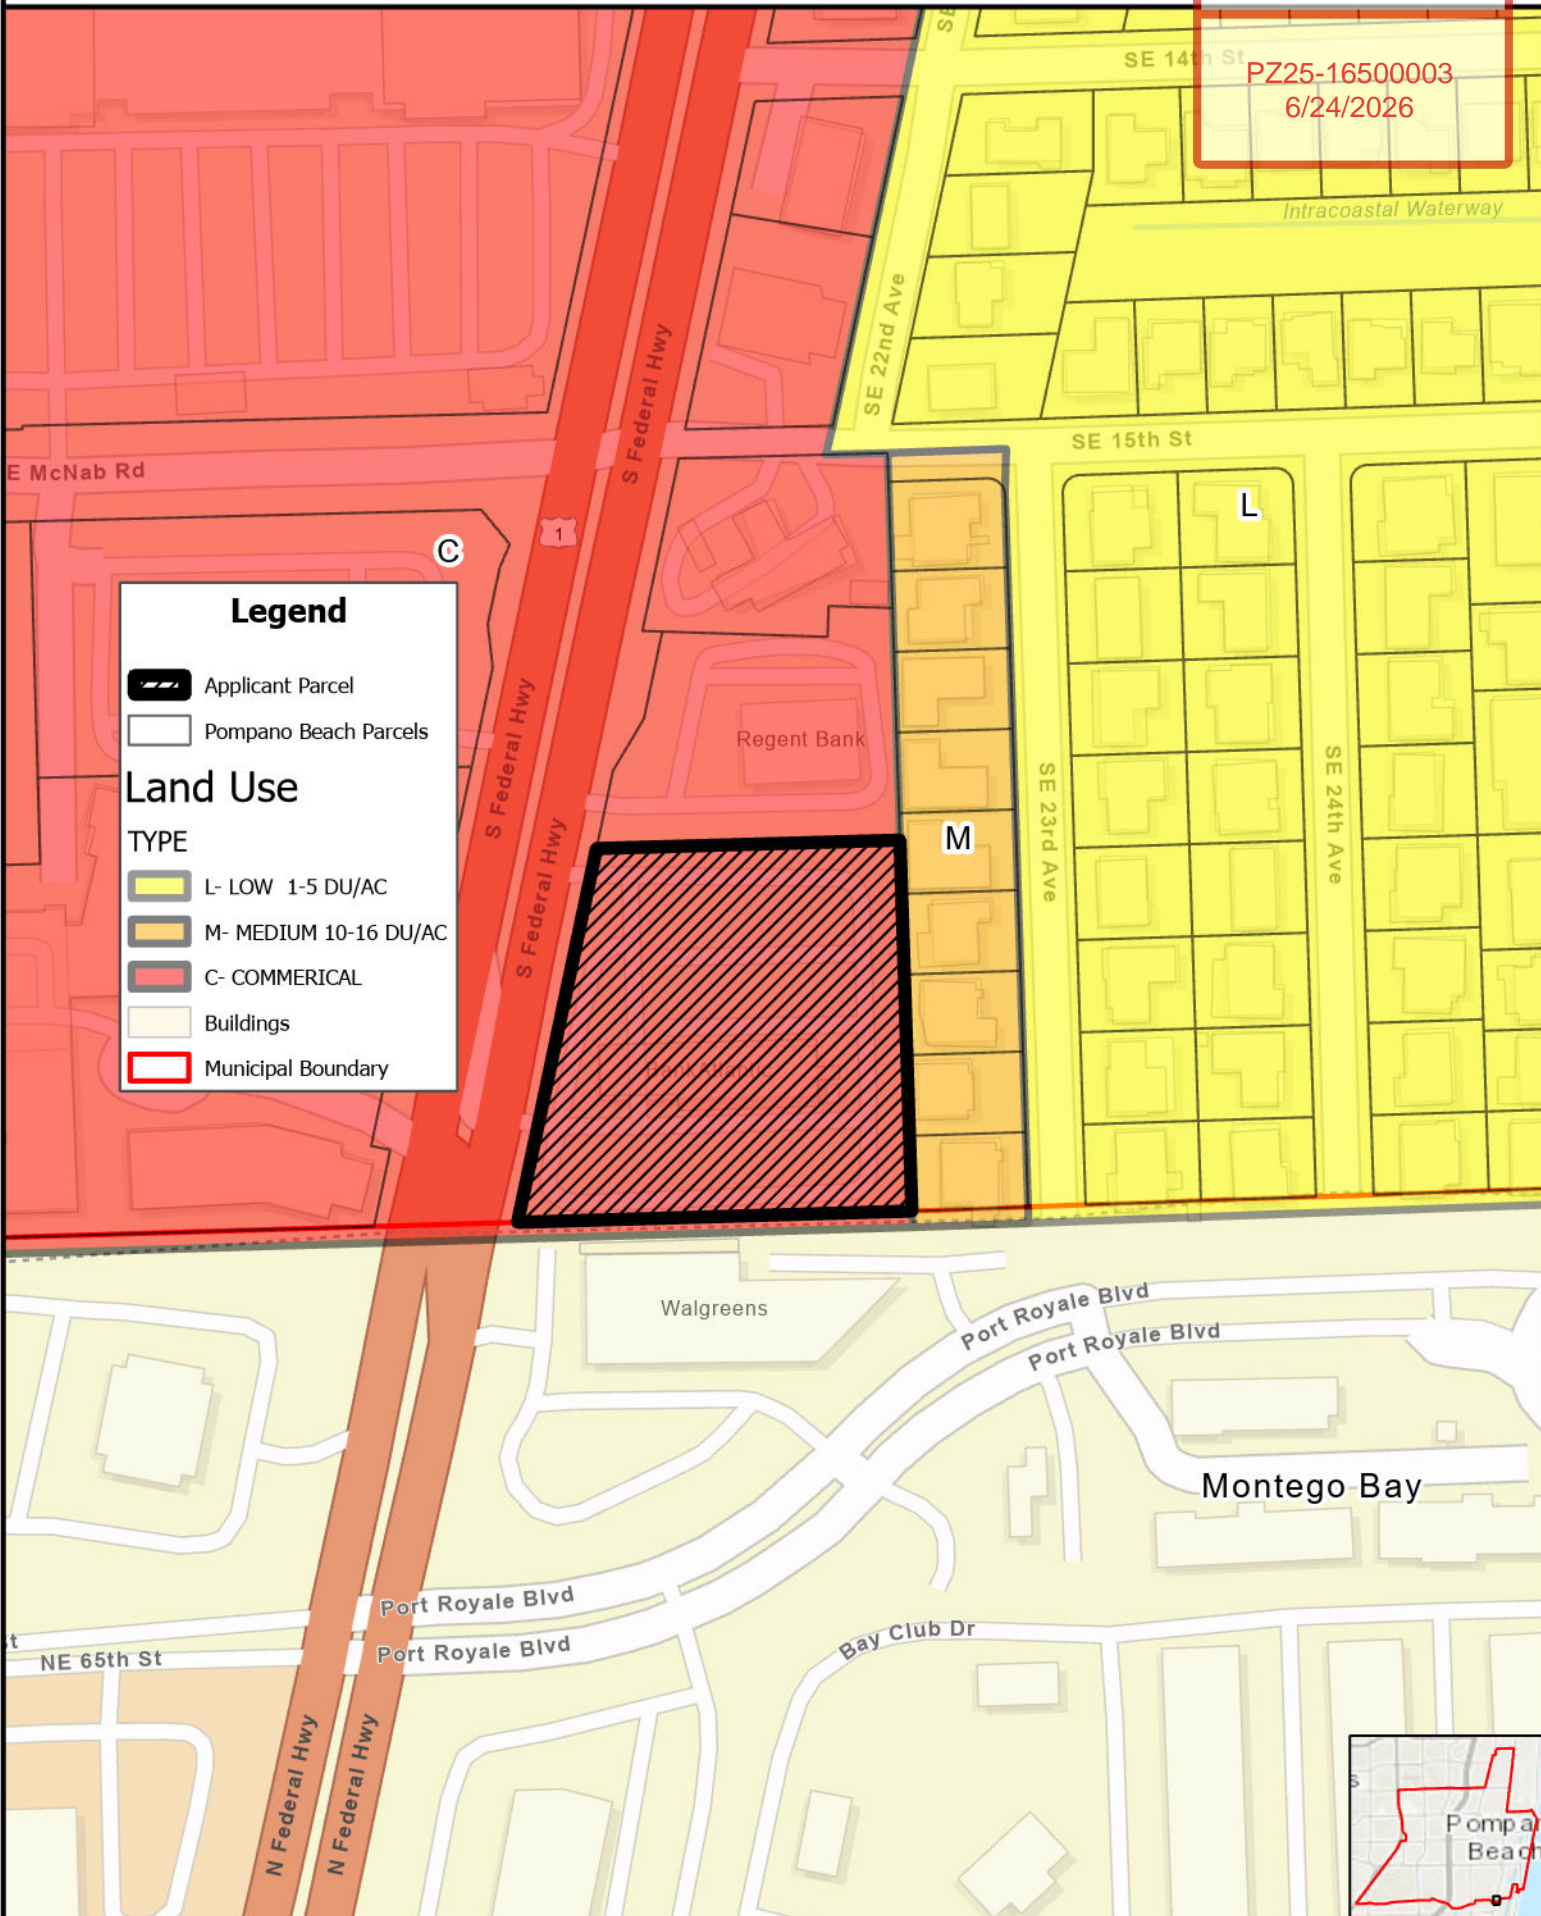 SE
SE 14th St
PZ25-16500003
6/24/2026
Intracoastal Waterway
SE 22nd Ave
S Federal Hwy
SE 15th St
E McNab Rd
L
1
C
Legend
Applicant Parcel
Pompano Beach Parcels
Land Use
TYPE
L- LOW 1-5 DU/AC
M- MEDIUM 10-16 DU/AC
C- COMMERICAL
Buildings
Municipal Boundary
S Federal Hwy
S Federal Hwy
Regent Bank
M
SE 23rd Ave
SE 24th Ave
BankAtlantic
Walgreens
Port Royale Blvd
Port Royale Blvd
Montego Bay
Port Royale Blvd
Port Royale Blvd
NE 65th St
Bay Club Dr
N Federal Hwy
N Federal Hwy
Pompan
Beach